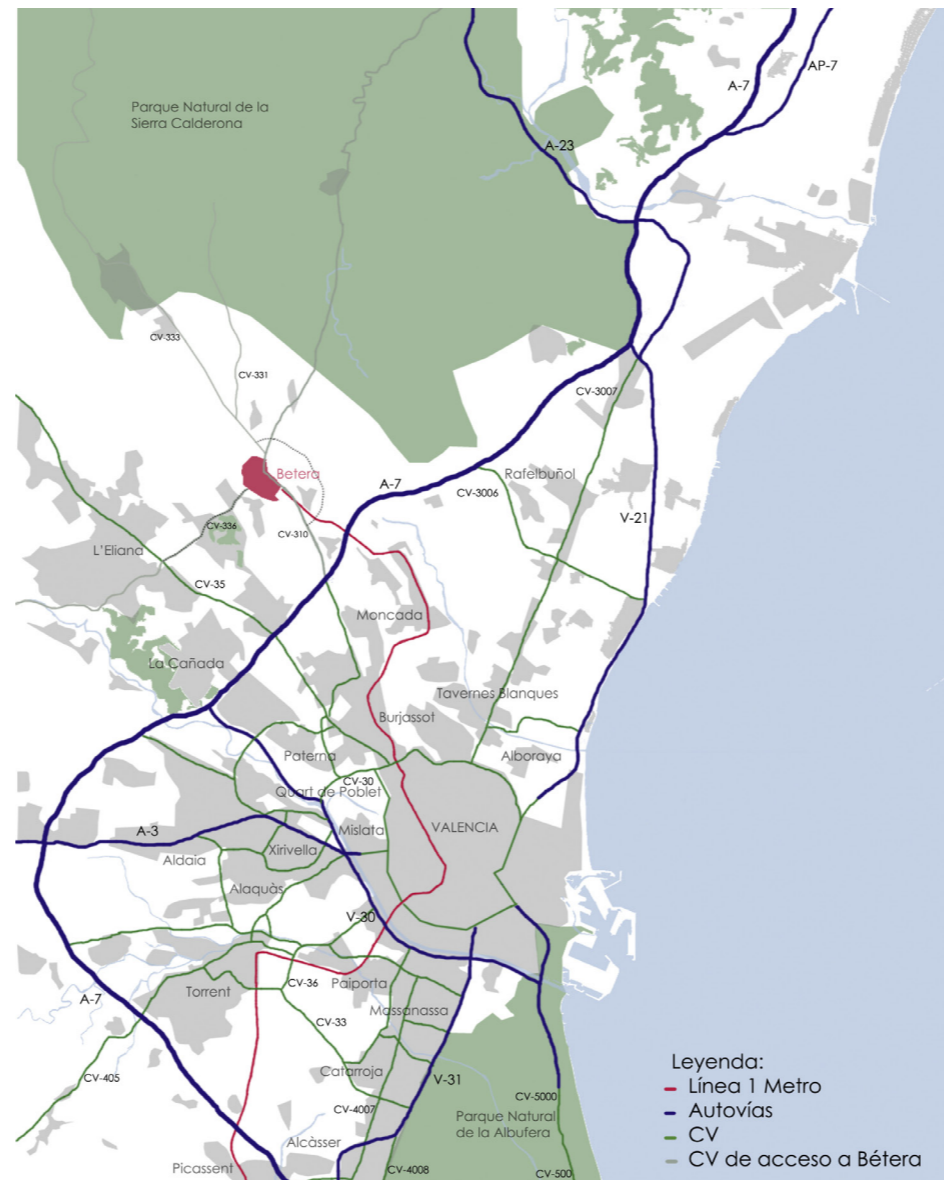 AP-7
A-7
Parque Natural de la
Sierra Calderona
A-23
CV-333
CV-331
CV-3007
Betera
A-7
CV-3006
Rafelbuñol
V-21
CV-336
CV-310
L'Eliana
CV-35
Moncada
La Cañada
Tavernes Blanques
Burjassot
Paterna
Alboraya
CV-30
Quart de Poblet
A-3
Mislata
VALENCIA
Xirivella
Aldaia
Alaquàs
V-30
A-7
Torrent
CV-36
Paiporta
Massanassa
CV-33
Catarroja
V-31
CV-405
CV-4007
CV-5000
Parque Natural
de la Albufera
Alcàsser
Picassent
CV-4008
CV-500
Leyenda:
Línea 1 Metro
Autovías
CV
CV de acceso a Bétera